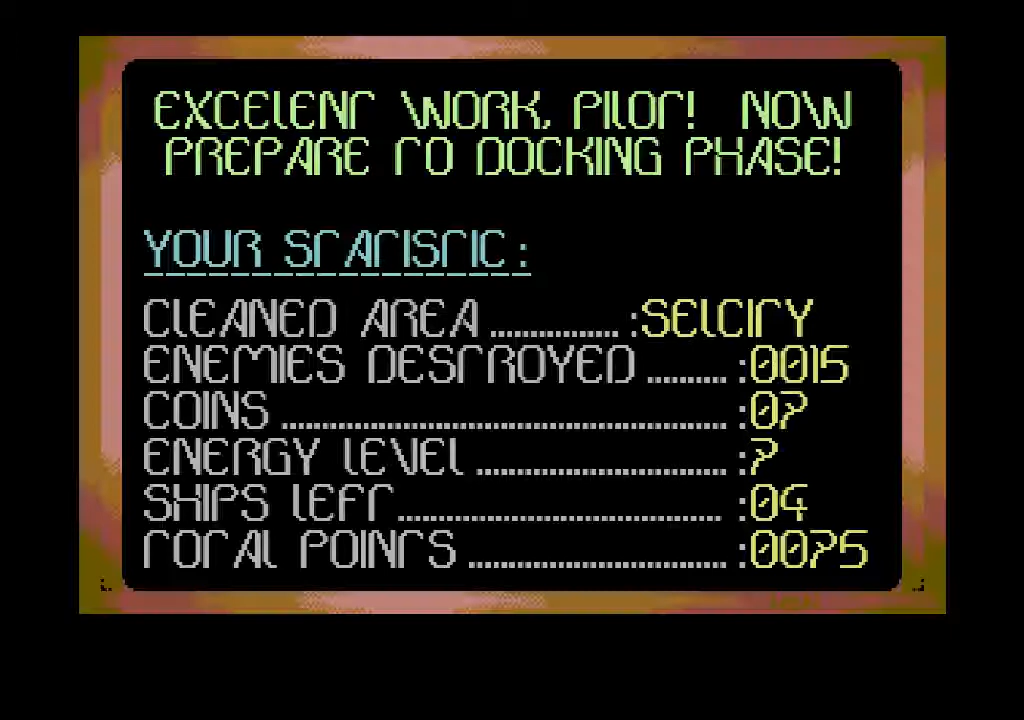 EXCELENT WORK, PILOT! NOW
PREPARE TO DOCKING PHASE!
YOUR STATISTIC:
CLEANED AREA ................ :SELCITY
ENEMIES DESTROYED .......... :0015
COINS ........................................................ :07
ENERGY LEVEL ................................ :7
SHIPS LEFT......................................... :04
TOTAL POINTS ................................. :0075